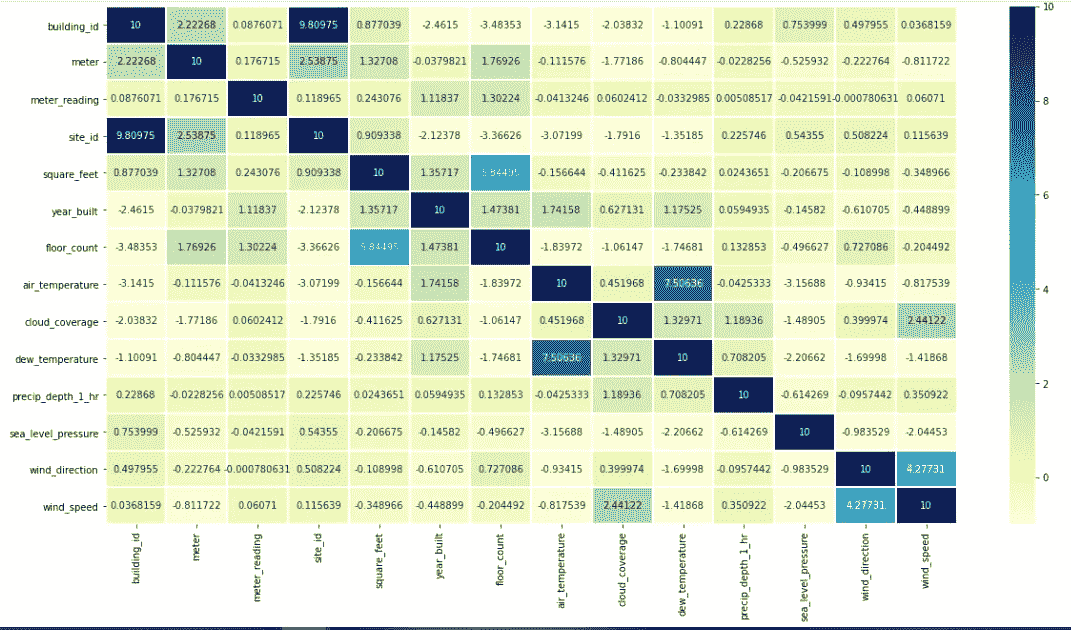 building_id 10 2.22268 0.0876071 9.80975 0.877039 -2.4615 -3.48353 -3.1415 -2.03832 -1.10091 0.22868 0.753999 0.497955 0.0368159
meter 2.22268 10 0.176715 2.53875 1.32708 -0.0379821 1.76926 -0.111576 -1.77186 -0.804447 -0.0228256 -0.525932 -0.222764 -0.811722
meter_reading 0.0876071 0.176715 10 0.118965 0.243076 1.11837 1.30224 -0.0413246 0.0602412 -0.0332985 0.00508517 -0.0421591 -0.000780631 0.06071
site_id 9.80975 2.53875 0.118965 10 0.909338 -2.12378 -3.36626 -3.07199 -1.7916 -1.35185 0.225746 0.54355 0.508224 0.115639
square_feet 0.877039 1.32708 0.243076 0.909338 10 1.35717 5.84495 -0.156644 -0.411625 -0.233842 0.0243651 -0.206675 -0.108998 -0.348966
year_built -2.4615 -0.0379821 1.11837 -2.12378 1.35717 10 1.47381 1.74158 0.627131 1.17525 0.0594935 -0.14582 -0.610705 -0.448899
floor_count -3.48353 1.76926 1.30224 -3.36626 5.84495 1.47381 10 -1.83972 -1.06147 -1.74681 0.132853 -0.496627 0.727086 -0.204492
air_temperature -3.1415 -0.111576 -0.0413246 -3.07199 -0.156644 1.74158 -1.83972 10 0.451968 7.50636 -0.0425333 -3.15688 -0.93415 -0.817539
cloud_coverage -2.03832 -1.77186 0.0602412 -1.7916 -0.411625 0.627131 -1.06147 0.451968 10 1.32971 1.18936 -1.48905 0.399974 2.44122
dew_temperature -1.10091 -0.804447 -0.0332985 -1.35185 -0.233842 1.17525 -1.74681 7.50636 1.32971 10 0.708205 -2.20662 -1.69998 -1.41868
precip_depth_1_hr 0.22868 -0.0228256 0.00508517 0.225746 0.0243651 0.0594935 0.132853 -0.0425333 1.18936 0.708205 10 -0.614269 -0.0957442 0.350922
sea_level_pressure 0.753999 -0.525932 -0.0421591 0.54355 -0.206675 -0.14582 -0.496627 -3.15688 -1.48905 -2.20662 -0.614269 10 -0.983529 -2.04453
wind_direction 0.497955 -0.222764 -0.000780631 0.508224 -0.108998 -0.610705 0.727086 -0.93415 0.399974 -1.69998 -0.0957442 -0.983529 10 4.27731
wind_speed 0.0368159 -0.811722 0.06071 0.115639 -0.348966 -0.448899 -0.204492 -0.817539 2.44122 -1.41868 0.350922 -2.04453 4.27731 10
building_id
meter
meter_reading
site_id
square_feet
year_built
floor_count
air_temperature
cloud_coverage
dew_temperature
precip_depth_1_hr
sea_level_pressure
wind_direction
wind_speed
10
8
6
4
2
0